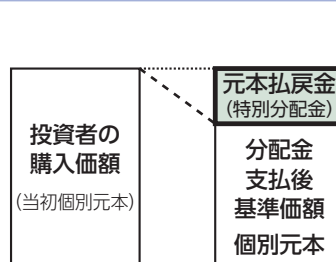 投資者の
購入価額
(当初個別元本)
元本払戻金
(特別分配金)
分配金
支払後
基準価額
個別元本